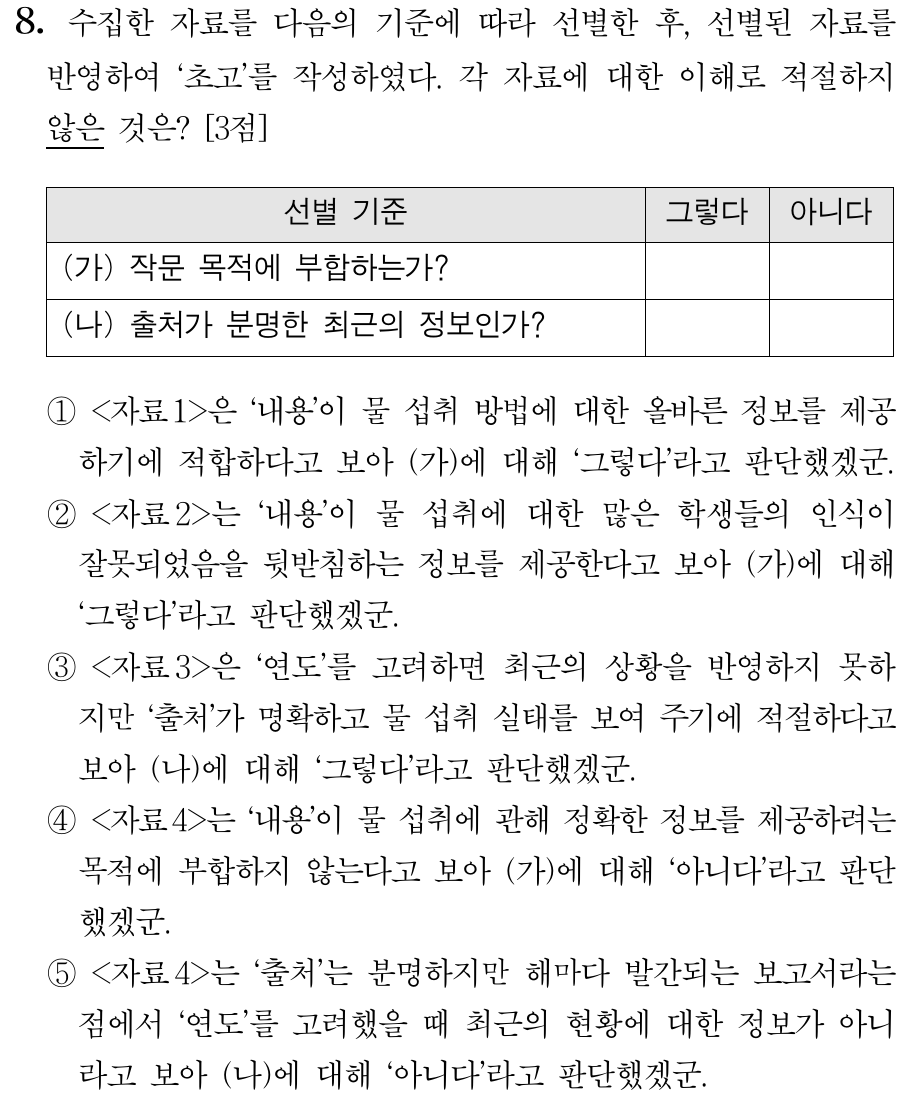 8. 수집한 자료를 다음의 기준에 따라 선별한 후, 선별된 자료를
반영하여 ‘초고’를 작성하였다. 각 자료에 대한 이해로 적절하지
않은 것은? [3점]
선별 기준 그렇다 아니다
(가) 작문 목적에 부합하는가?
(나) 출처가 분명한 최근의 정보인가?
① <자료1>은 ‘내용’이 물 섭취 방법에 대한 올바른 정보를 제공
하기에 적합하다고 보아 (가)에 대해 ‘그렇다’라고 판단했겠군.
② <자료2>는 ‘내용’이 물 섭취에 대한 많은 학생들의 인식이
잘못되었음을 뒷받침하는 정보를 제공한다고 보아 (가)에 대해
‘그렇다’라고 판단했겠군.
③ <자료3>은 ‘연도’를 고려하면 최근의 상황을 반영하지 못하
지만 ‘출처’가 명확하고 물 섭취 실태를 보여 주기에 적절하다고
보아 (나)에 대해 ‘그렇다’라고 판단했겠군.
④ <자료4>는 ‘내용’이 물 섭취에 관해 정확한 정보를 제공하려는
목적에 부합하지 않는다고 보아 (가)에 대해 ‘아니다’라고 판단
했겠군.
⑤ <자료4>는 ‘출처’는 분명하지만 해마다 발간되는 보고서라는
점에서 ‘연도’를 고려했을 때 최근의 현황에 대한 정보가 아니
라고 보아 (나)에 대해 ‘아니다’라고 판단했겠군.